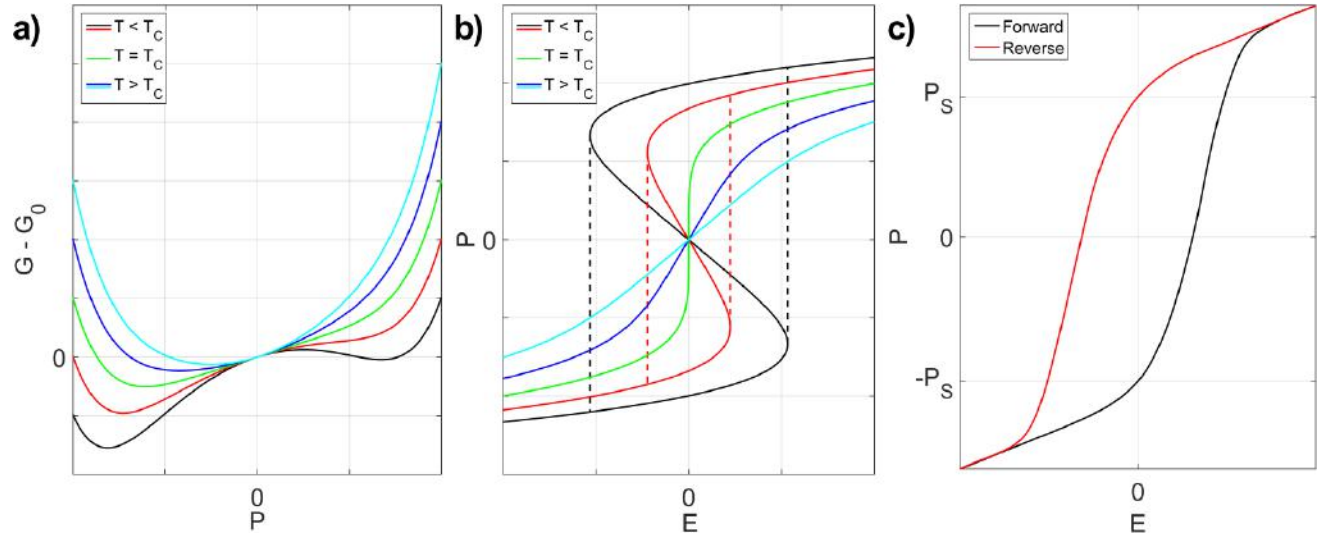 a)
T < T_C
T = T_C
T > T_C
G - G_0
0
0
P
b)
T < T_C
T = T_C
T > T_C
P
0
0
E
c)
Forward
Reverse
P
P_S
0
-P_S
0
E